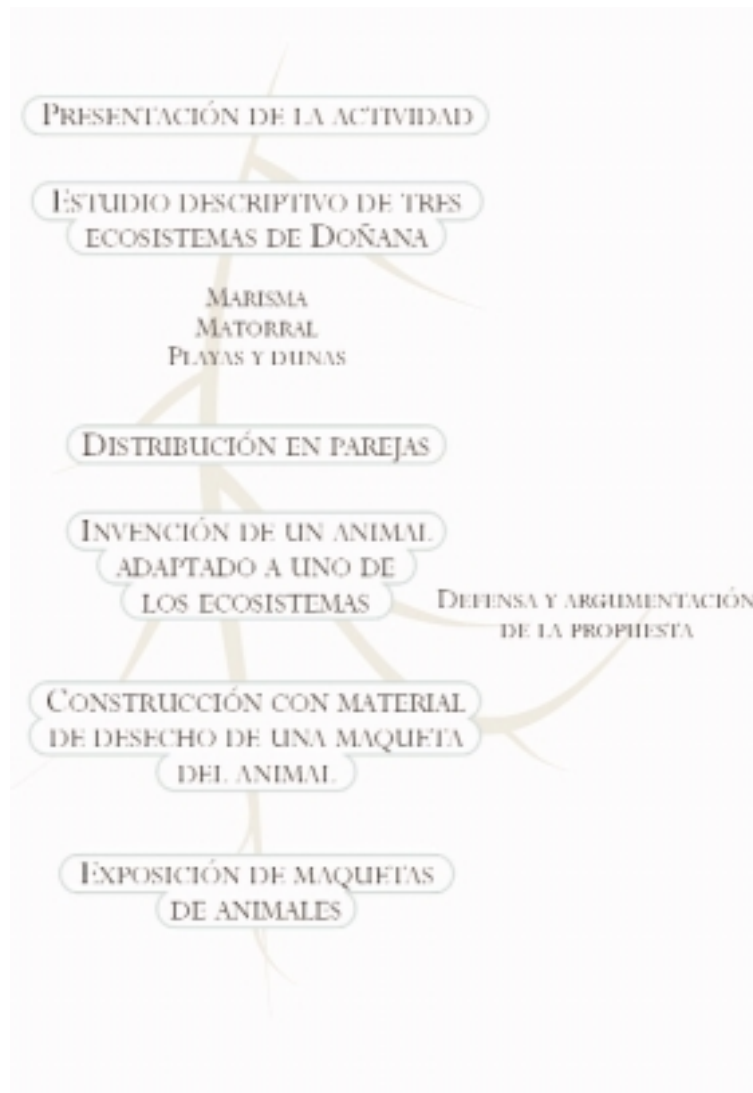 PRESENTACIÓN DE LA ACTIVIDAD
ESTUDIO DESCRIPTIVO DE TRES
ECOSISTEMAS DE DOÑANA
MARISMA
MATORRAL
PLAYAS Y DUNAS
DISTRIBUCIÓN EN PAREJAS
INVENCIÓN DE UN ANIMAL
ADAPTADO A UNO DE
LOS ECOSISTEMAS
DEFENSA Y ARGUMENTACIÓN
DE LA PROPUESTA
CONSTRUCCIÓN CON MATERIAL
DE DESECHO DE UNA MAQUETA
DEL ANIMAL
EXPOSICIÓN DE MAQUETAS
DE ANIMALES